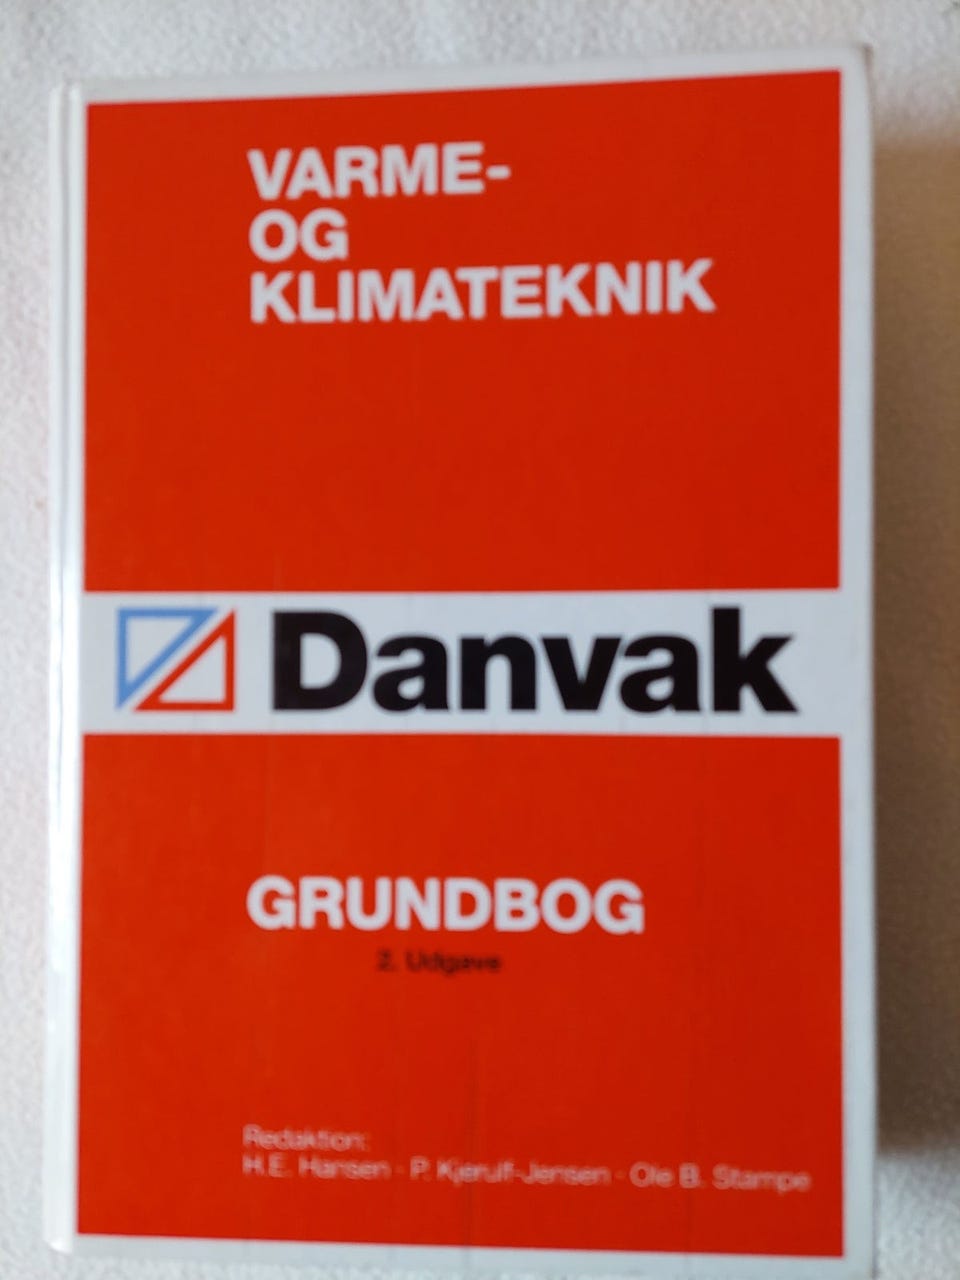 VARME-
OG
KLIMATEKNIK
Danvak
GRUNDBOG
2. Udgave
Redaktion:
H.E. Hansen · P. Kjerulf-Jensen · Ole B. Stampe